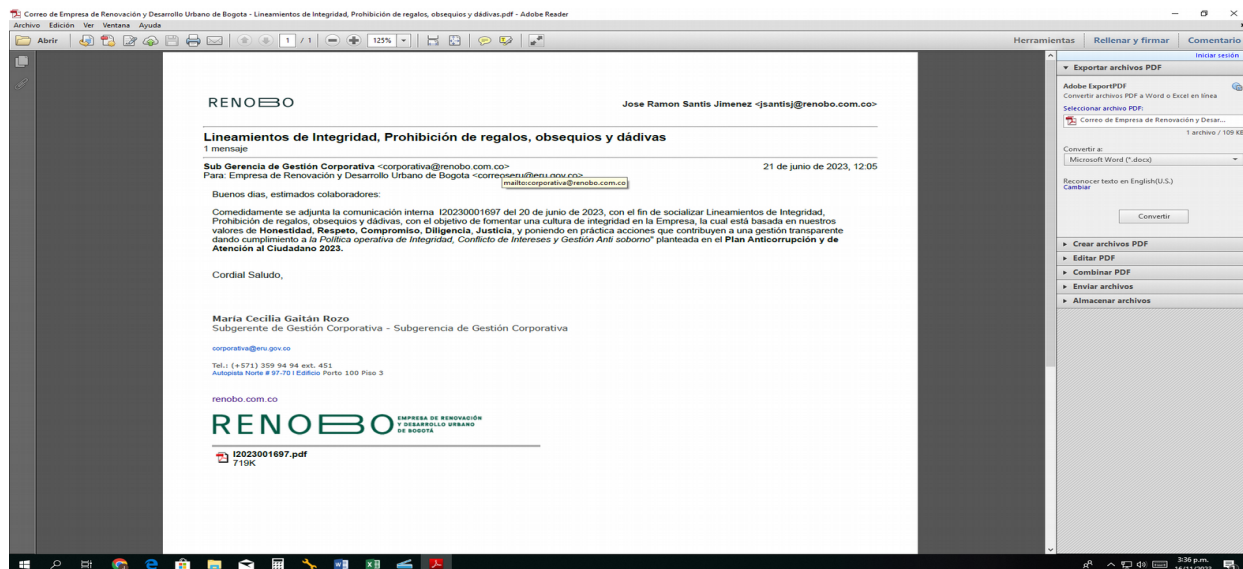 Correo de Empresa de Renovación y Desarrollo Urbano de Bogota - Lineamientos de Integridad, Prohibición de regalos, obsequios y dádivas.pdf - Adobe Reader
Archivo Edición Ver Ventana Ayuda
Abrir 1 / 1 125% Herramientas Rellenar y firmar Comentario
Iniciar sesión
RENOBO
Jose Ramon Santis Jimenez <jsantisj@renobo.com.co>
Lineamientos de Integridad, Prohibición de regalos, obsequios y dádivas
1 mensaje
Sub Gerencia de Gestión Corporativa <corporativa@renobo.com.co> 21 de junio de 2023, 12:05
Para: Empresa de Renovación y Desarrollo Urbano de Bogota <correoseru@eru.gov.co>
mailto:corporativa@renobo.com.co
Buenos dias, estimados colaboradores:
Comedidamente se adjunta la comunicación interna I20230001697 del 20 de junio de 2023, con el fin de socializar Lineamientos de Integridad,
Prohibición de regalos, obsequios y dádivas, con el objetivo de fomentar una cultura de integridad en la Empresa, la cual está basada en nuestros
valores de Honestidad, Respeto, Compromiso, Diligencia, Justicia, y poniendo en práctica acciones que contribuyen a una gestión transparente
dando cumplimiento a la Política operativa de Integridad, Conflicto de Intereses y Gestión Anti soborno" planteada en el Plan Anticorrupción y de
Atención al Ciudadano 2023.
Cordial Saludo,
María Cecilia Gaitán Rozo
Subgerente de Gestión Corporativa - Subgerencia de Gestión Corporativa
corporativa@eru.gov.co
Tel.: (+571) 359 94 94 ext. 451
Autopista Norte # 97-70 I Edificio Porto 100 Piso 3
renobo.com.co
RENOBO
EMPRESA DE RENOVACIÓN
Y DESARROLLO URBANO
DE BOGOTÁ
I2023001697.pdf
719K
Exportar archivos PDF
Adobe ExportPDF
Convertir archivos PDF a Word o Excel en línea
Seleccionar archivo PDF:
Correo de Empresa de Renovación y Desar...
1 archivo / 109 KB
Convertir a:
Microsoft Word (*.docx)
Reconocer texto en English(U.S.)
Cambiar
Convertir
Crear archivos PDF
Editar PDF
Combinar PDF
Enviar archivos
Almacenar archivos
3:36 p.m.
16/11/2023